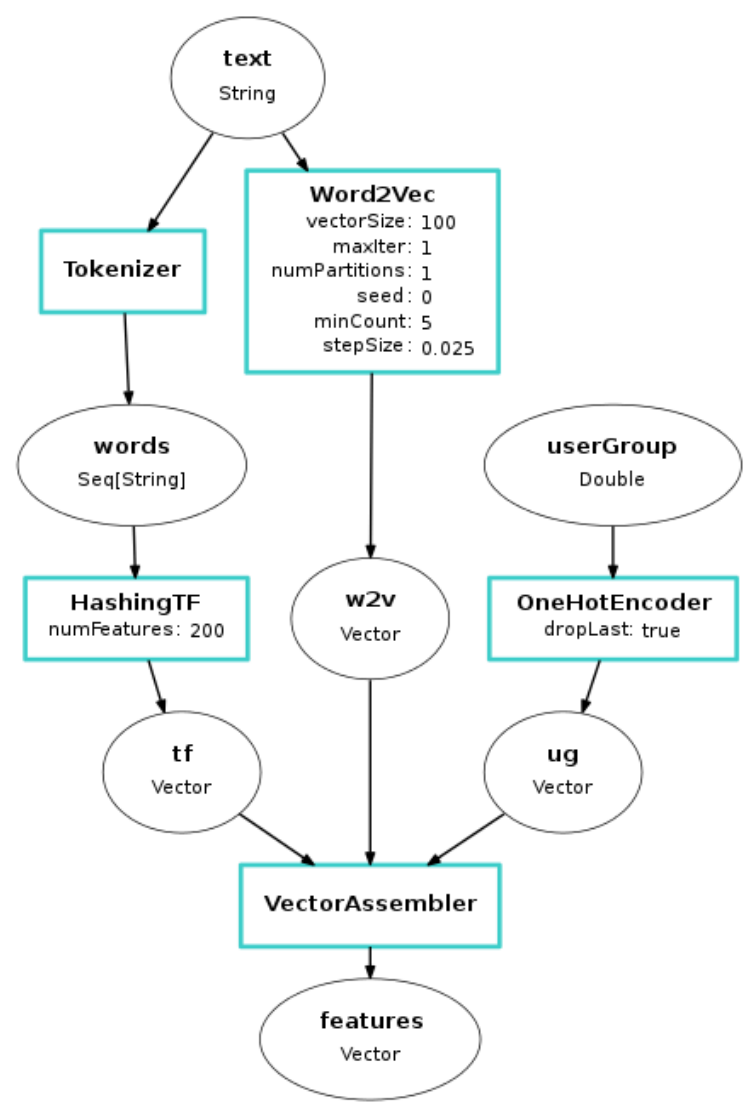 text
String
Word2Vec
vectorSize: 100
maxIter: 1
numPartitions: 1
seed: 0
minCount: 5
stepSize: 0.025
Tokenizer
words
Seq[String]
userGroup
Double
HashingTF
numFeatures: 200
w2v
Vector
OneHotEncoder
dropLast: true
tf
Vector
ug
Vector
VectorAssembler
features
Vector